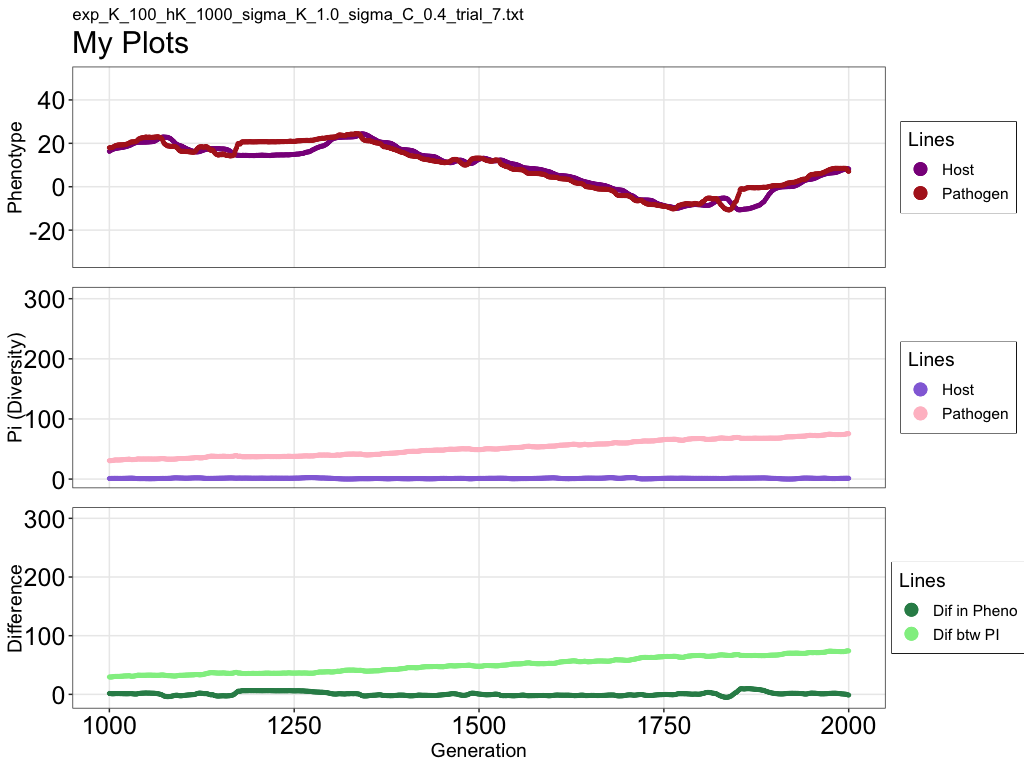 exp_K_100_hK_1000_sigma_K_1.0_sigma_C_0.4_trial_7.txt
My Plots
Phenotype
40
20
0
-20
Lines
Host
Pathogen
Pi (Diversity)
300
200
100
0
Lines
Host
Pathogen
Difference
300
200
100
0
Lines
Dif in Pheno
Dif btw PI
1000 1250 1500 1750 2000
Generation